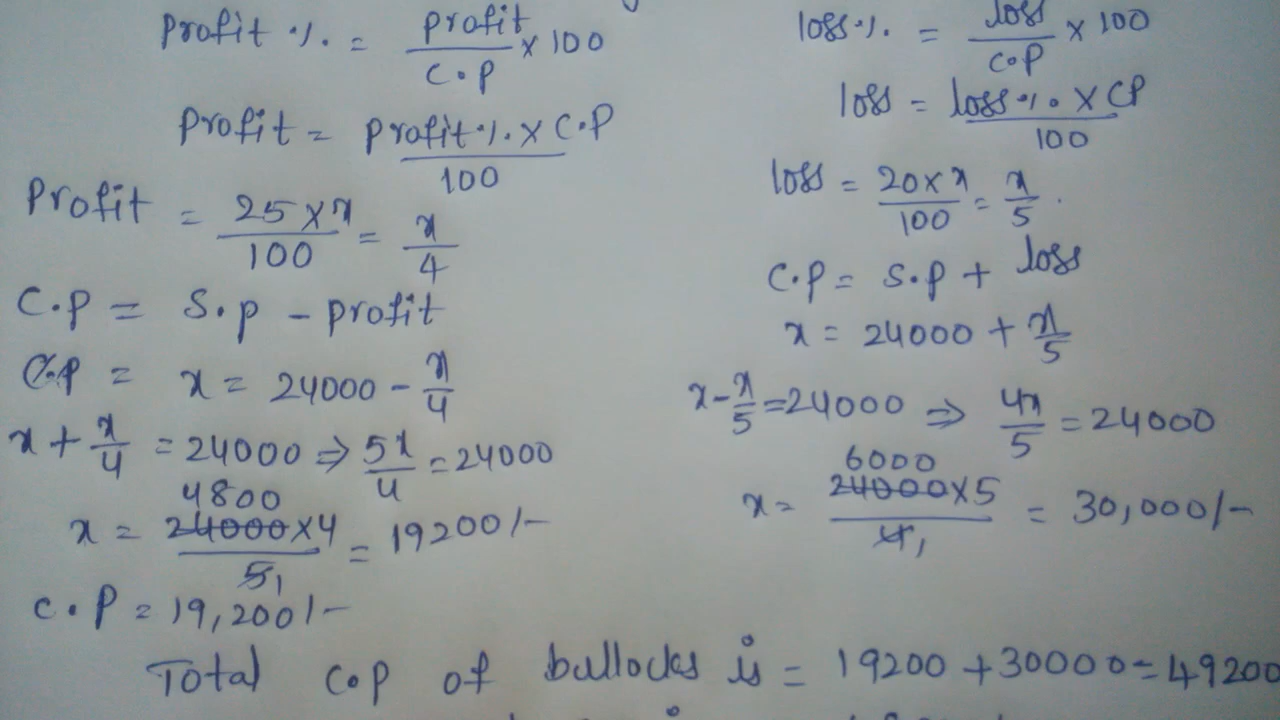 Profit ·/. = profit/C.P × 100
Profit = Profit·/. × C.P/100
Profit = 25 × x/100 = x/4
C.P = S.p - profit
C.P = x = 24000 - x/4
x + x/4 = 24000 ⇒ 5x/4 = 24000
4800
x = 24000×4/5 1 = 19200/-
C.P = 19,200/-
loss·/. = loss/C.P × 100
loss = loss·/. × CP/100
loss = 20×x/100 = x/5 .
C.P = S.P + loss
x = 24000 + x/5
x - x/5 = 24000 ⇒ 4x/5 = 24000
6000
x = 24000×5/4 1 = 30,000/-
Total C.P of bullocks is = 19200 + 30000 = 49200